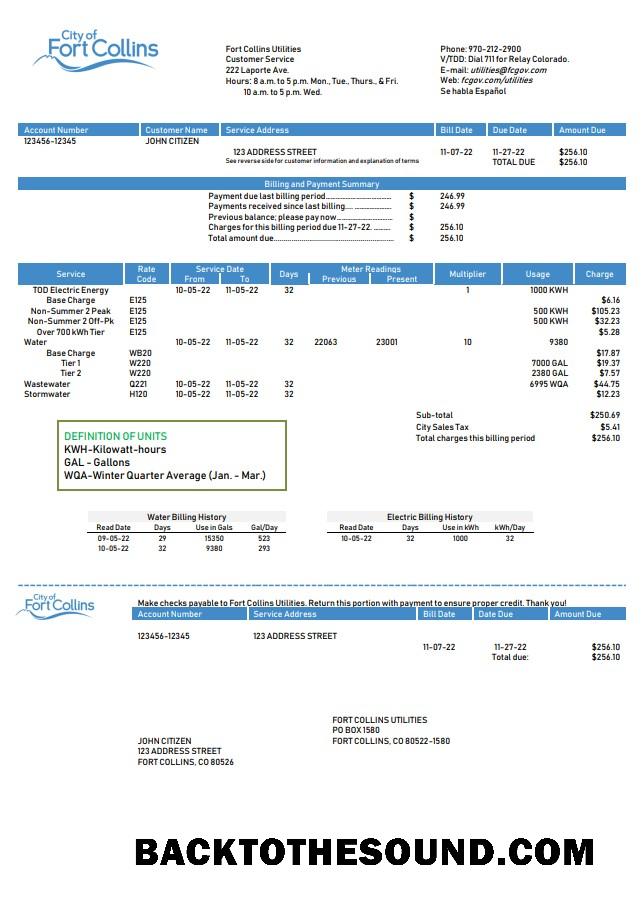 City of
Fort Collins
Fort Collins Utilities
Customer Service
222 Laporte Ave.
Hours: 8 a.m. to 5 p.m. Mon., Tue., Thurs., & Fri.
10 a.m. to 5 p.m. Wed.
Phone: 970-212-2900
V/TDD: Dial 711 for Relay Colorado.
E-mail: utilities@fcgov.com
Web: fcgov.com/utilities
Se habla Español
Account Number Customer Name Service Address Bill Date Due Date Amount Due
123456-12345 JOHN CITIZEN
123 ADDRESS STREET 11-07-22 11-27-22 $256.10
See reverse side for customer information and explanation of terms TOTAL DUE $256.10
Billing and Payment Summary
Payment due last billing period............................ $ 246.99
Payments received since last billing..... ................. $ 246.99
Previous balance; please pay now....................... $
Charges for this billing period due 11-27-22. ......... $ 256.10
Total amount due.................................................. $ 256.10
Service Rate Code Service Date From To Days Meter Readings Previous Present Multiplier Usage Charge
TOD Electric Energy 10-05-22 11-05-22 32 1 1000 KWH
Base Charge E125 $6.16
Non-Summer 2 Peak E125 500 KWH $105.23
Non-Summer 2 Off-Pk E125 500 KWH $32.23
Over 700 kWh Tier E125 $5.28
Water 10-05-22 11-05-22 32 22063 23001 10 9380
Base Charge WB20 $17.87
Tier 1 W220 7000 GAL $19.37
Tier 2 W220 2380 GAL $7.57
Wastewater Q221 10-05-22 11-05-22 32 6995 WQA $44.75
Stormwater H120 10-05-22 11-05-22 32 $12.23
Sub-total $250.69
City Sales Tax $5.41
Total charges this billing period $256.10
DEFINITION OF UNITS
KWH-Kilowatt-hours
GAL - Gallons
WQA-Winter Quarter Average (Jan. - Mar.)
Water Billing History
Read Date Days Use in Gals Gal/Day
09-05-22 29 15350 523
10-05-22 32 9380 293
Electric Billing History
Read Date Days Use in kWh kWh/Day
10-05-22 32 1000 32
City of
Fort Collins
Make checks payable to Fort Collins Utilities. Return this portion with payment to ensure proper credit. Thank you!
Account Number Service Address Bill Date Date Due Amount Due
123456-12345 123 ADDRESS STREET
11-07-22 11-27-22 $256.10
Total due: $256.10
FORT COLLINS UTILITIES
PO BOX 1580
FORT COLLINS, CO 80522-1580
JOHN CITIZEN
123 ADDRESS STREET
FORT COLLINS, CO 80526
BACKTOTHESOUND.COM